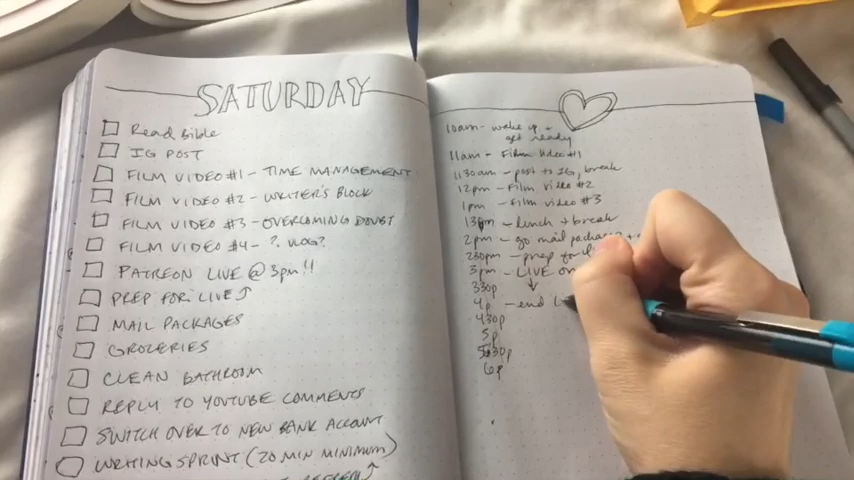 SATURDAY
Read Bible
IG POST
FILM VIDEO #1 - TIME MANAGEMENT
FILM VIDEO #2 - WRITER'S BLOCK
FILM VIDEO #3 - OVERCOMING DOUBT
FILM VIDEO #4 - ?. VLOG?
PATREON LIVE @ 3pm!!
PREP FOR LIVE
MAIL PACKAGES
GROCERIES
CLEAN BATHROOM
REPLY TO YOUTUBE COMMENTS
SWITCH OVER TO NEW BANK ACCOUNT
WRITING SPRINT (20 MIN MINIMUM)
10am - wake up +
get ready
11am - Film Video #1
1130am - post to IG, break
12pm - Film video #2
1pm - film video #3
130pm - lunch + break
2pm - go mail packages +
230pm - prep for
3pm - LIVE on
330p
4p - end
430p
5p
530p
6p